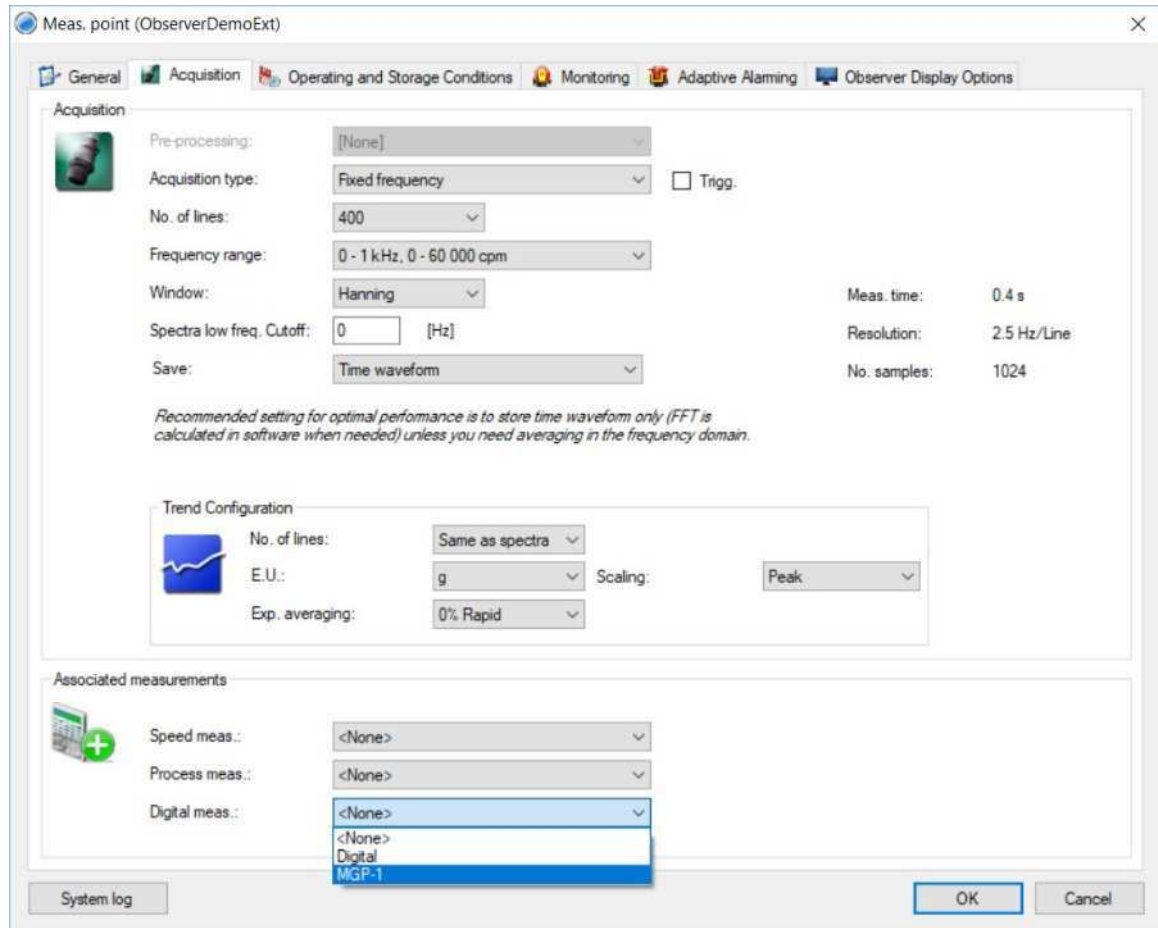 Meas. point (ObserverDemoExt)
General Acquisition Operating and Storage Conditions Monitoring Adaptive Alarming Observer Display Options
Acquisition
Pre-processing: [None]
Acquisition type: Fixed frequency Trigg.
No. of lines: 400
Frequency range: 0 - 1 kHz, 0 - 60 000 cpm
Window: Hanning Meas. time: 0.4 s
Spectra low freq. Cutoff: 0 [Hz] Resolution: 2.5 Hz/Line
Save: Time waveform No. samples: 1024
Recommended setting for optimal performance is to store time waveform only (FFT is
calculated in software when needed) unless you need averaging in the frequency domain.
Trend Configuration
No. of lines: Same as spectra
E.U.: g Scaling: Peak
Exp. averaging: 0% Rapid
Associated measurements
Speed meas.: <None>
Process meas.: <None>
Digital meas.: <None>
<None>
Digital
MGP-1
System log OK Cancel